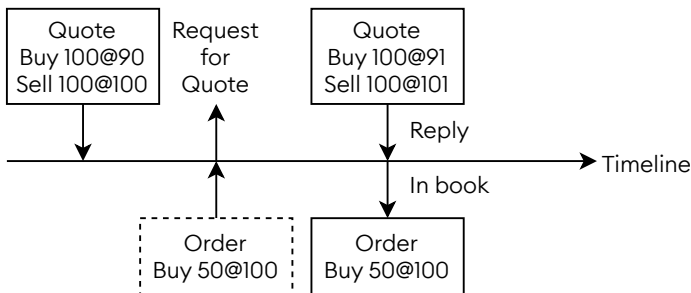 Quote
Buy 100@90
Sell 100@100
Request
for
Quote
Quote
Buy 100@91
Sell 100@101
Reply
Timeline
In book
Order
Buy 50@100
Order
Buy 50@100